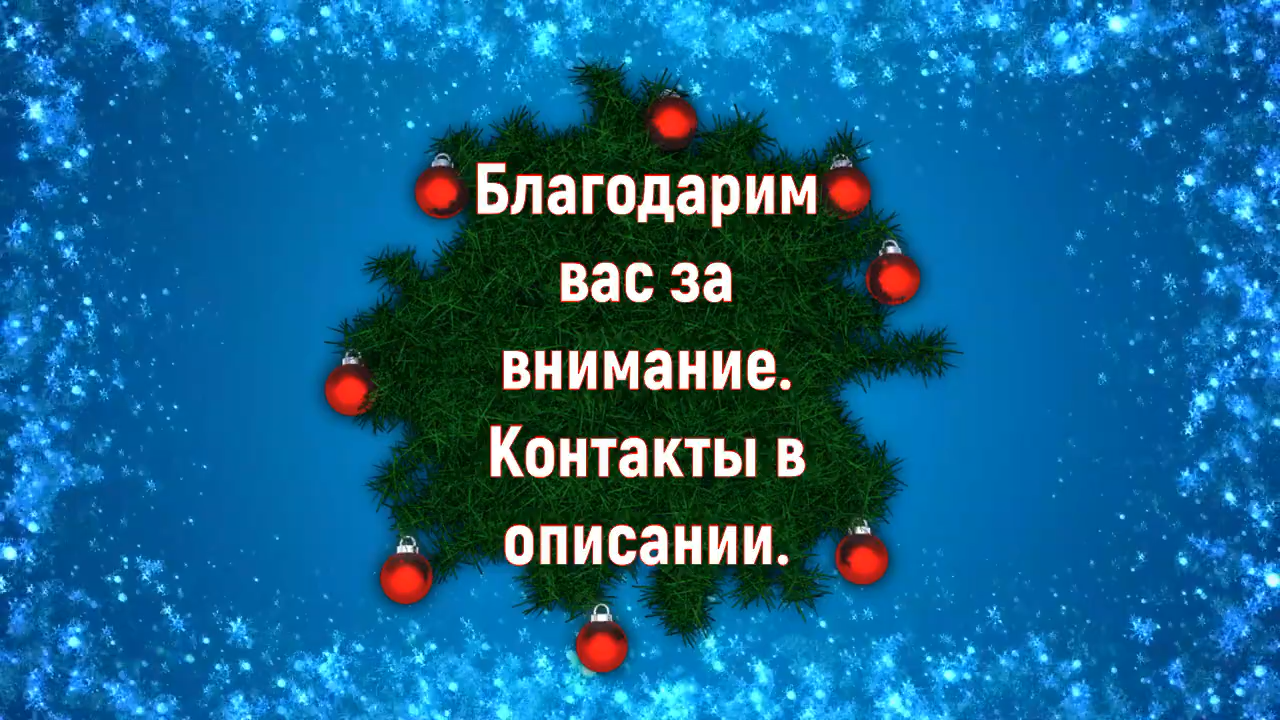 Благодарим
вас за
внимание.
Контакты в
описании.